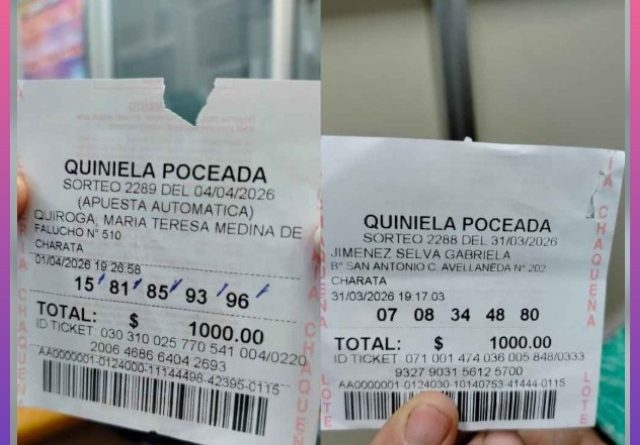 QUINIELA POCEADA
SORTEO 2289 DEL 04/04/2026
(APUESTA AUTOMATICA)
QUIROGA, MARIA TERESA MEDINA DE
FALUCHO N° 510
CHARATA
01/04/2026 19:26:58
15 81 85 93 96
TOTAL: $ 1000.00
ID TICKET: 030 310 025 770 541 004/0220
2006 4686 6404 2693
AA0000001-0124000-11144496-42395-0115
CHAQUEÑA
QUINIELA POCEADA
SORTEO 2288 DEL 31/03/2026
JIMENEZ SELVA GABRIELA
B° SAN ANTONIO C. AVELLANEDA N° 202
CHARATA
31/03/2026 19:17:03
07 08 34 48 80
TOTAL: $ 1000.00
ID TICKET: 071 001 474 036 005 848/0333
9327 9031 5612 5700
AA0000001-0124030-10140753-41444-0115
CHAQUEÑA
LOTE